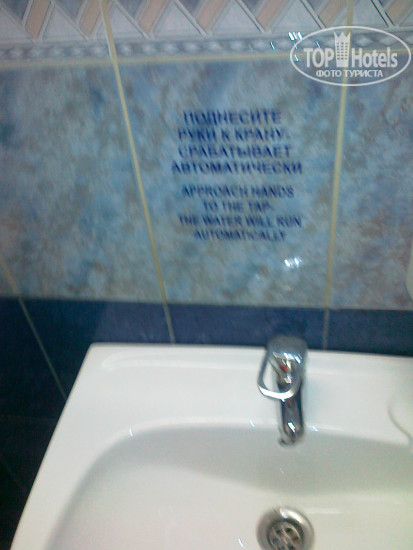 TOP Hotels
ФОТО ТУРИСТА
ПОДНЕСИТЕ
РУКИ К КРАНУ-
СРАБАТЫВАЕТ
АВТОМАТИЧЕСКИ
APPROACH HANDS
TO THE TAP-
THE WATER WILL RUN
AUTOMATICALLY